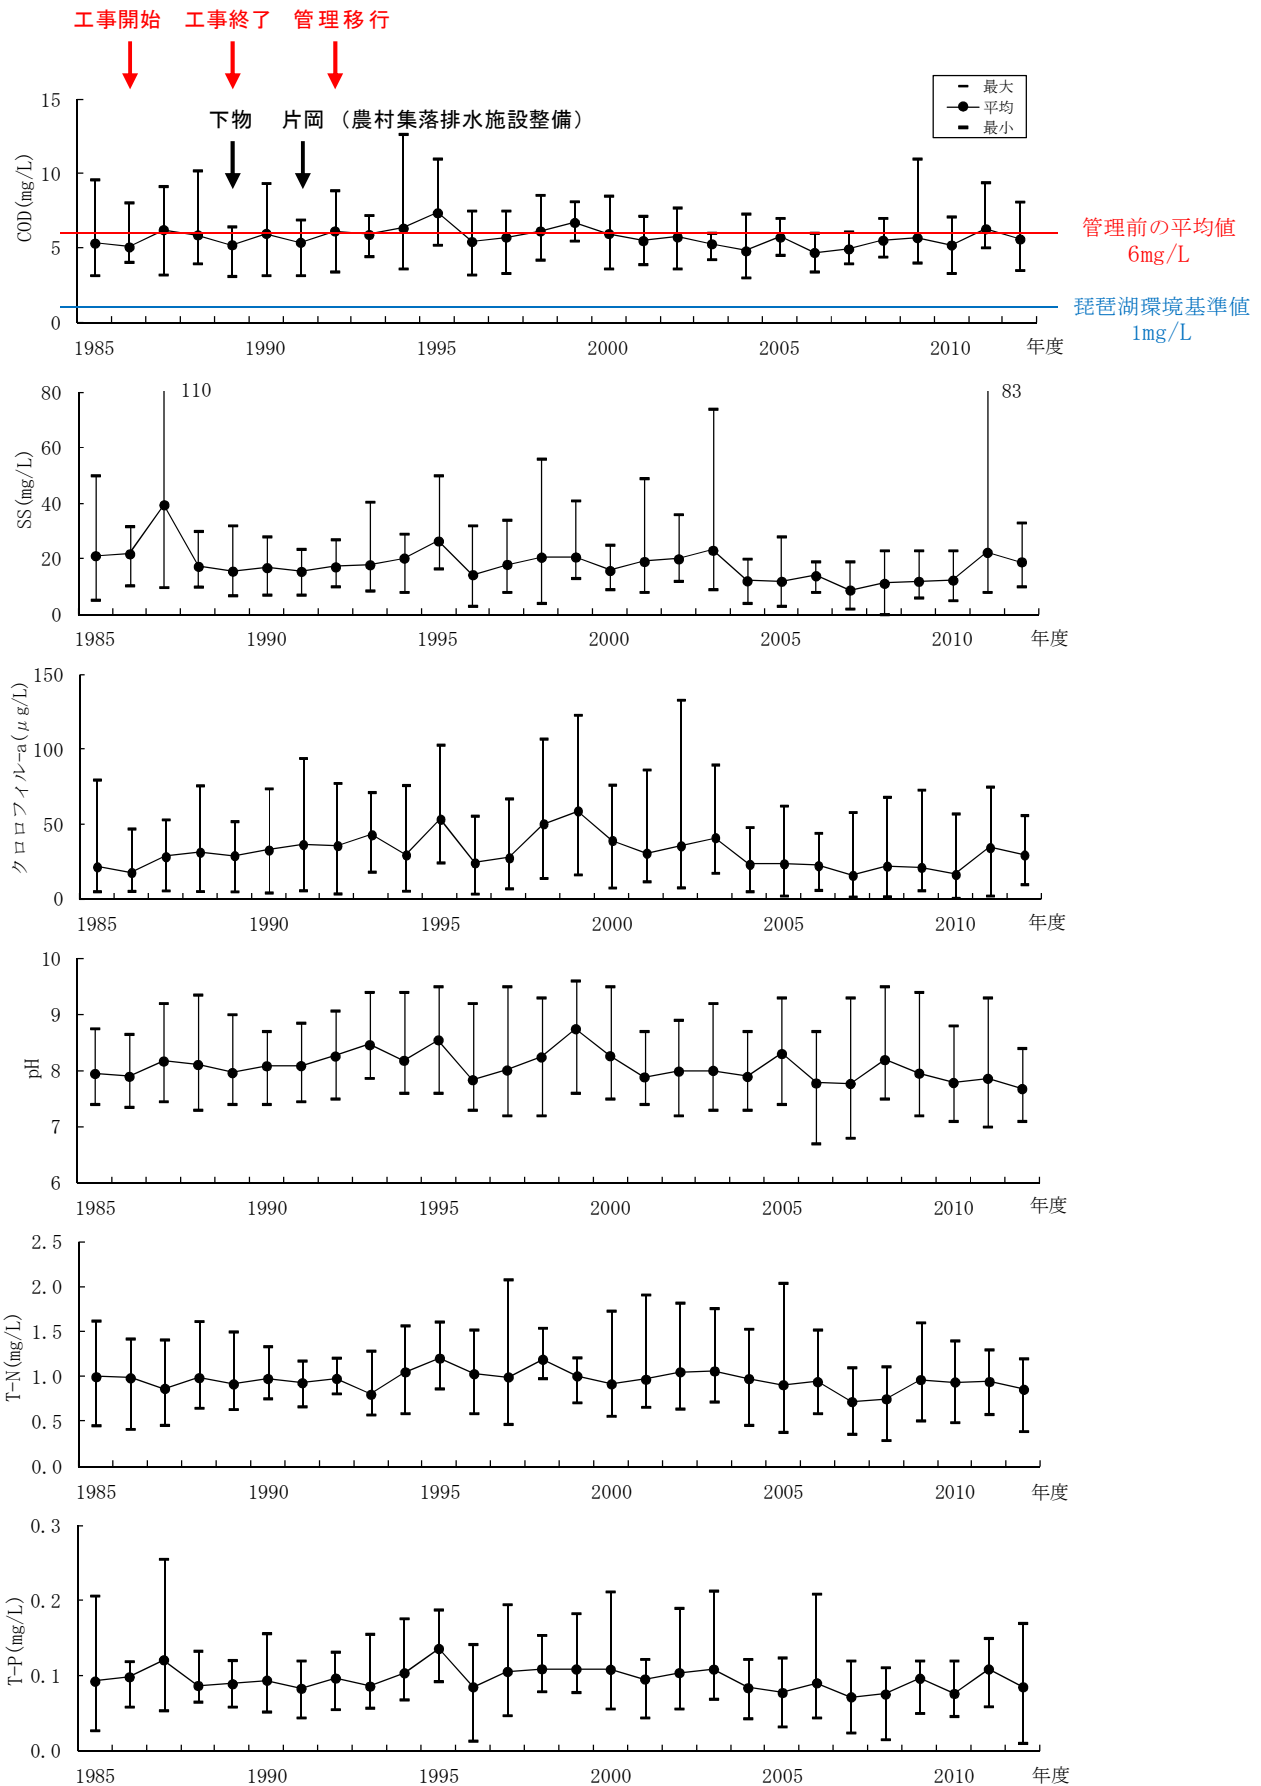 工事開始 工事終了 管理移行
最大
平均
最小
下物 片岡 （農村集落排水施設整備）
COD(mg/L)
15
10
5
0
管理前の平均値
6mg/L
琵琶湖環境基準値
1mg/L
1985 1990 1995 2000 2005 2010 年度
SS(mg/L)
80
60
40
20
0
110
83
1985 1990 1995 2000 2005 2010 年度
クロロフィル-a(μg/L)
150
100
50
0
1985 1990 1995 2000 2005 2010 年度
pH
10
9
8
7
6
1985 1990 1995 2000 2005 2010 年度
T-N(mg/L)
2.5
2.0
1.5
1.0
0.5
0.0
1985 1990 1995 2000 2005 2010 年度
T-P(mg/L)
0.3
0.2
0.1
0.0
1985 1990 1995 2000 2005 2010 年度